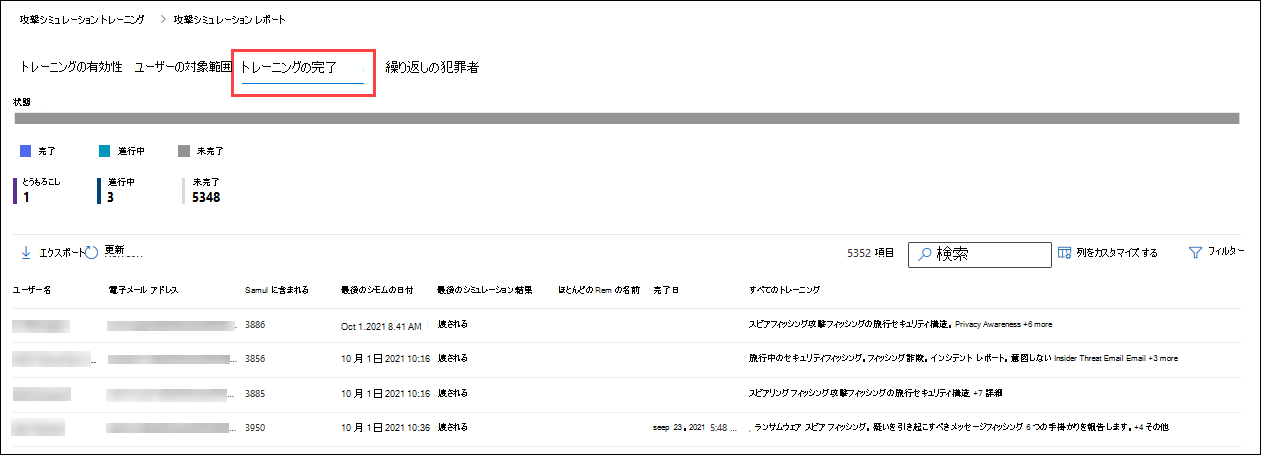 攻撃シミュレーション トレーニング > 攻撃シミュレーション レポート
トレーニングの有効性 ユーザーの対象範囲 トレーニングの完了 繰り返しの犯罪者
状態
完了 進行中 未完了
とうもろこし 進行中 未完了
1 3 5348
エクスポート 更新 5352 項目 検索 列をカスタマイズする フィルター
ユーザー名 電子メール アドレス Samul に含まれる 最後のシモムの日付 最後のシミュレーション結果 ほとんどの Rem の名前 完了日 すべてのトレーニング
3886 Oct 1.2021 8.41 AM 壊される スピアフィッシング攻撃フィッシングの旅行セキュリティ構造。Privacy Awareness +6 more
3856 10 月 1 日 2021 10:16 壊される 旅行中のセキュリティフィッシング。フィッシング詐欺。インシデント レポート。意図しない Insider Threat Email Email +3 more
3885 10 月 1 日 2021 10:16 壊される スピアリング フィッシング攻撃フィッシングの旅行セキュリティ構造 +7 詳細
3950 10 月 1 日 2021 10:36 壊される seep 23。2021 5:48 ... , ランサムウェア スピア フィッシング。疑いを引き起こすべきメッセージフィッシング 6 つの手掛かりを報告します。+4 その他